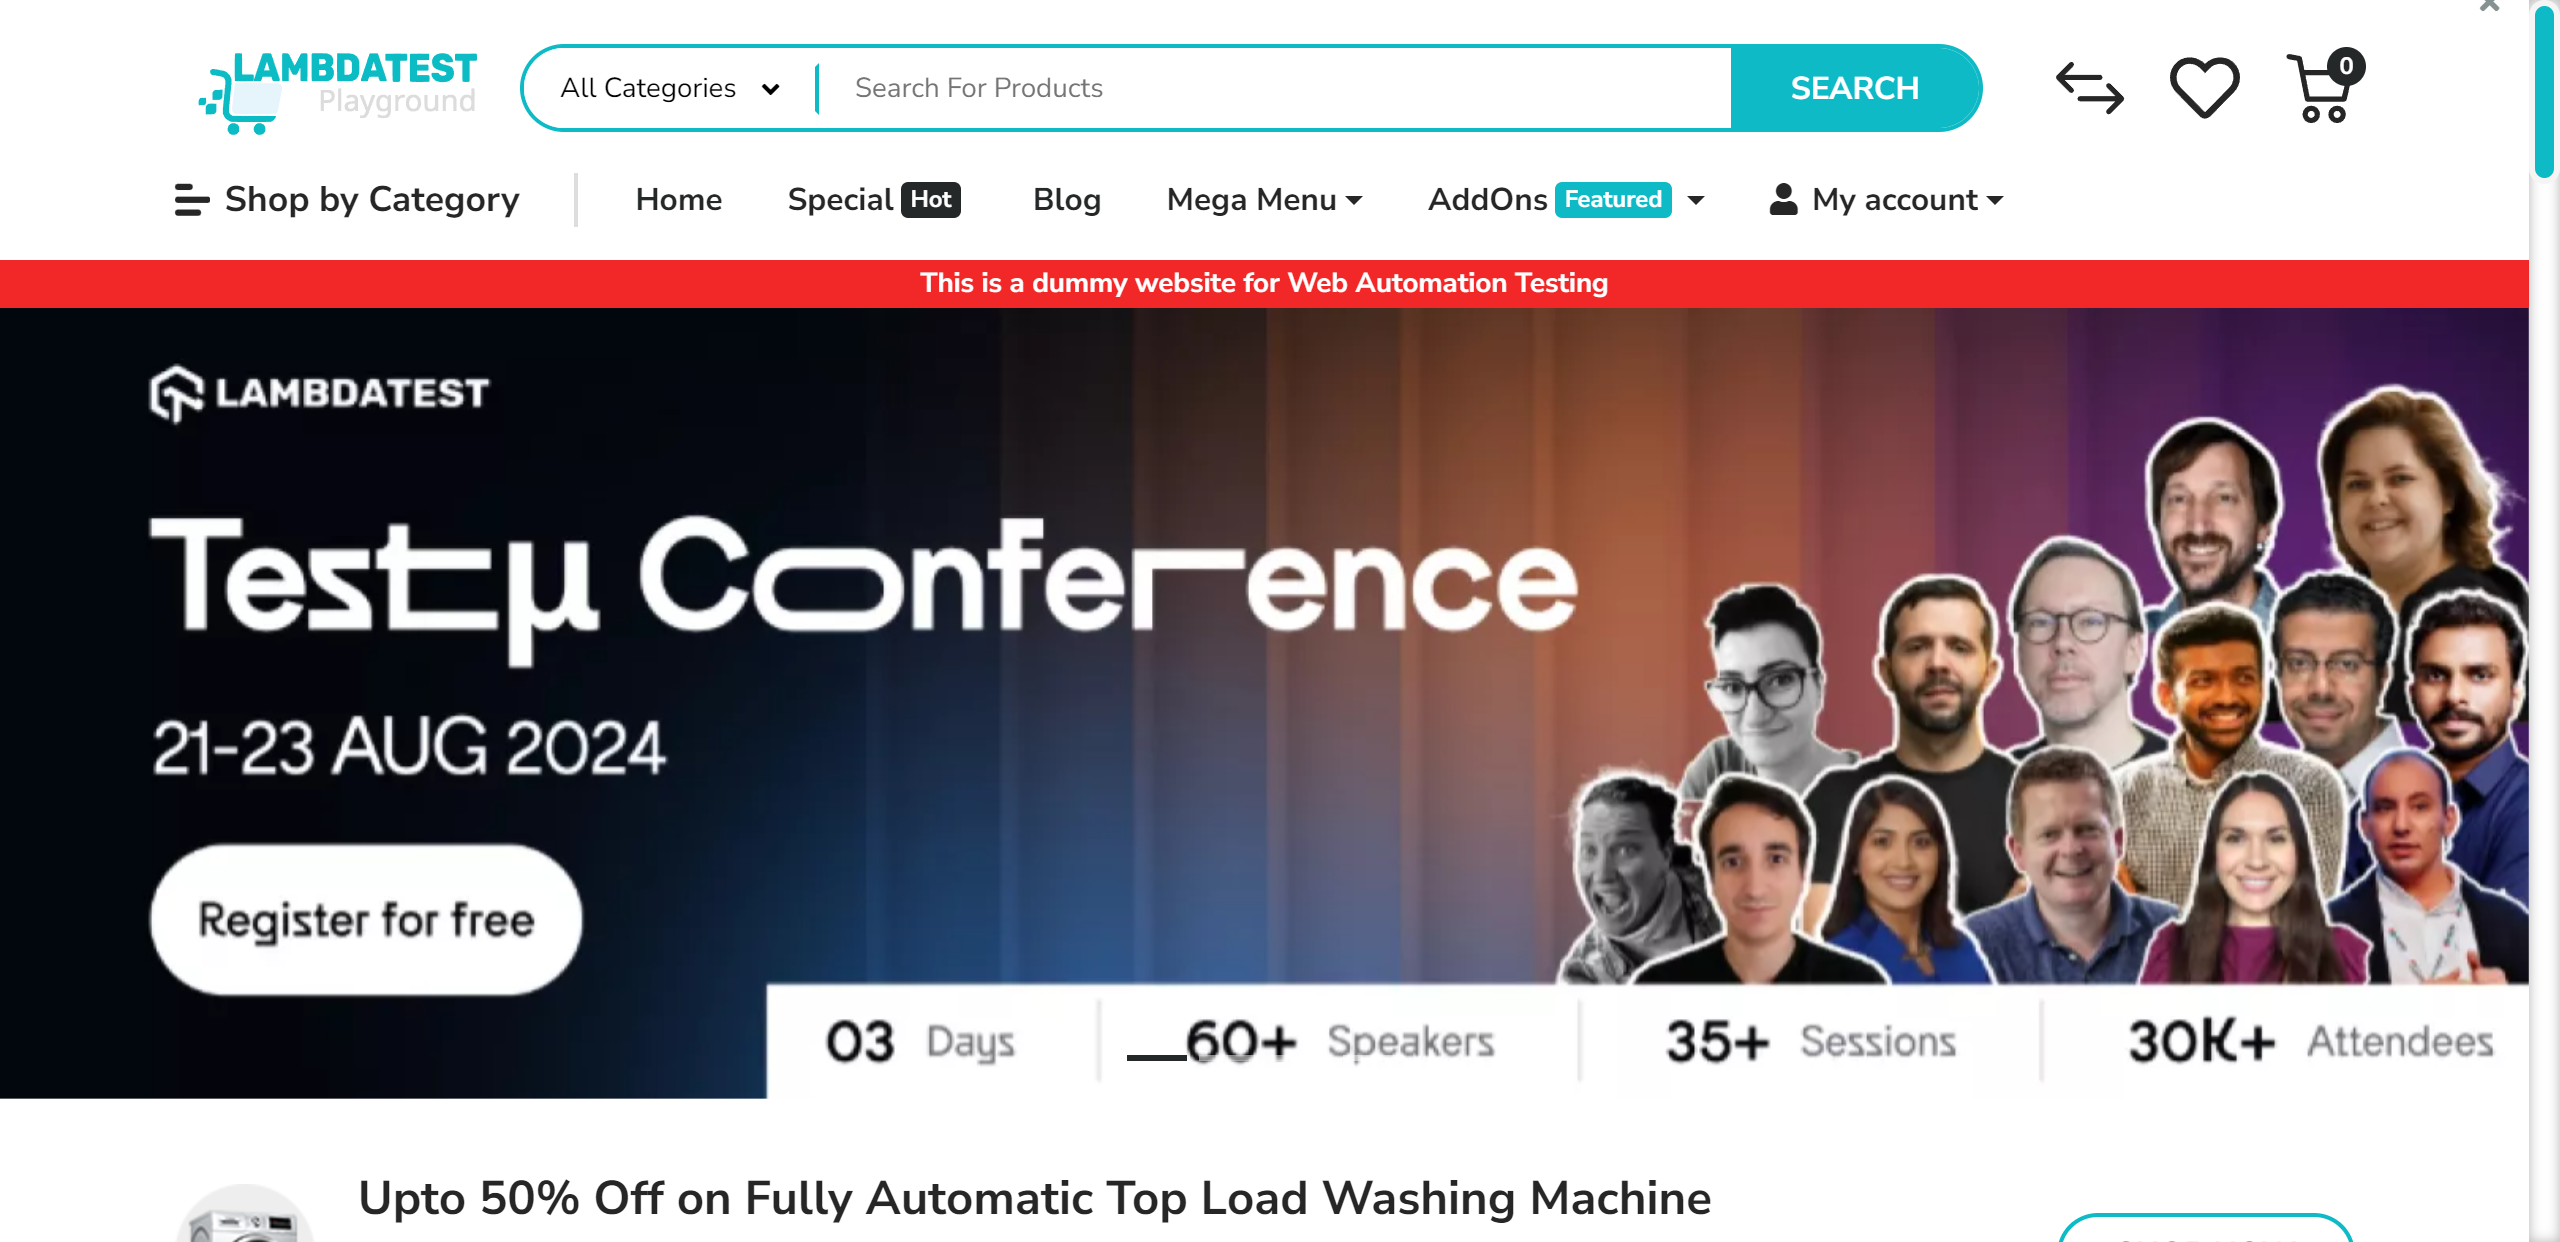 LAMBDATEST
Playground
All Categories
Search For Products
SEARCH
0
Shop by Category
Home
Special Hot
Blog
Mega Menu
AddOns Featured
My account
This is a dummy website for Web Automation Testing
LAMBDATEST
Testμ Conference
21-23 AUG 2024
Register for free
03 Days
60+ Speakers
35+ Sessions
30K+ Attendees
Upto 50% Off on Fully Automatic Top Load Washing Machine